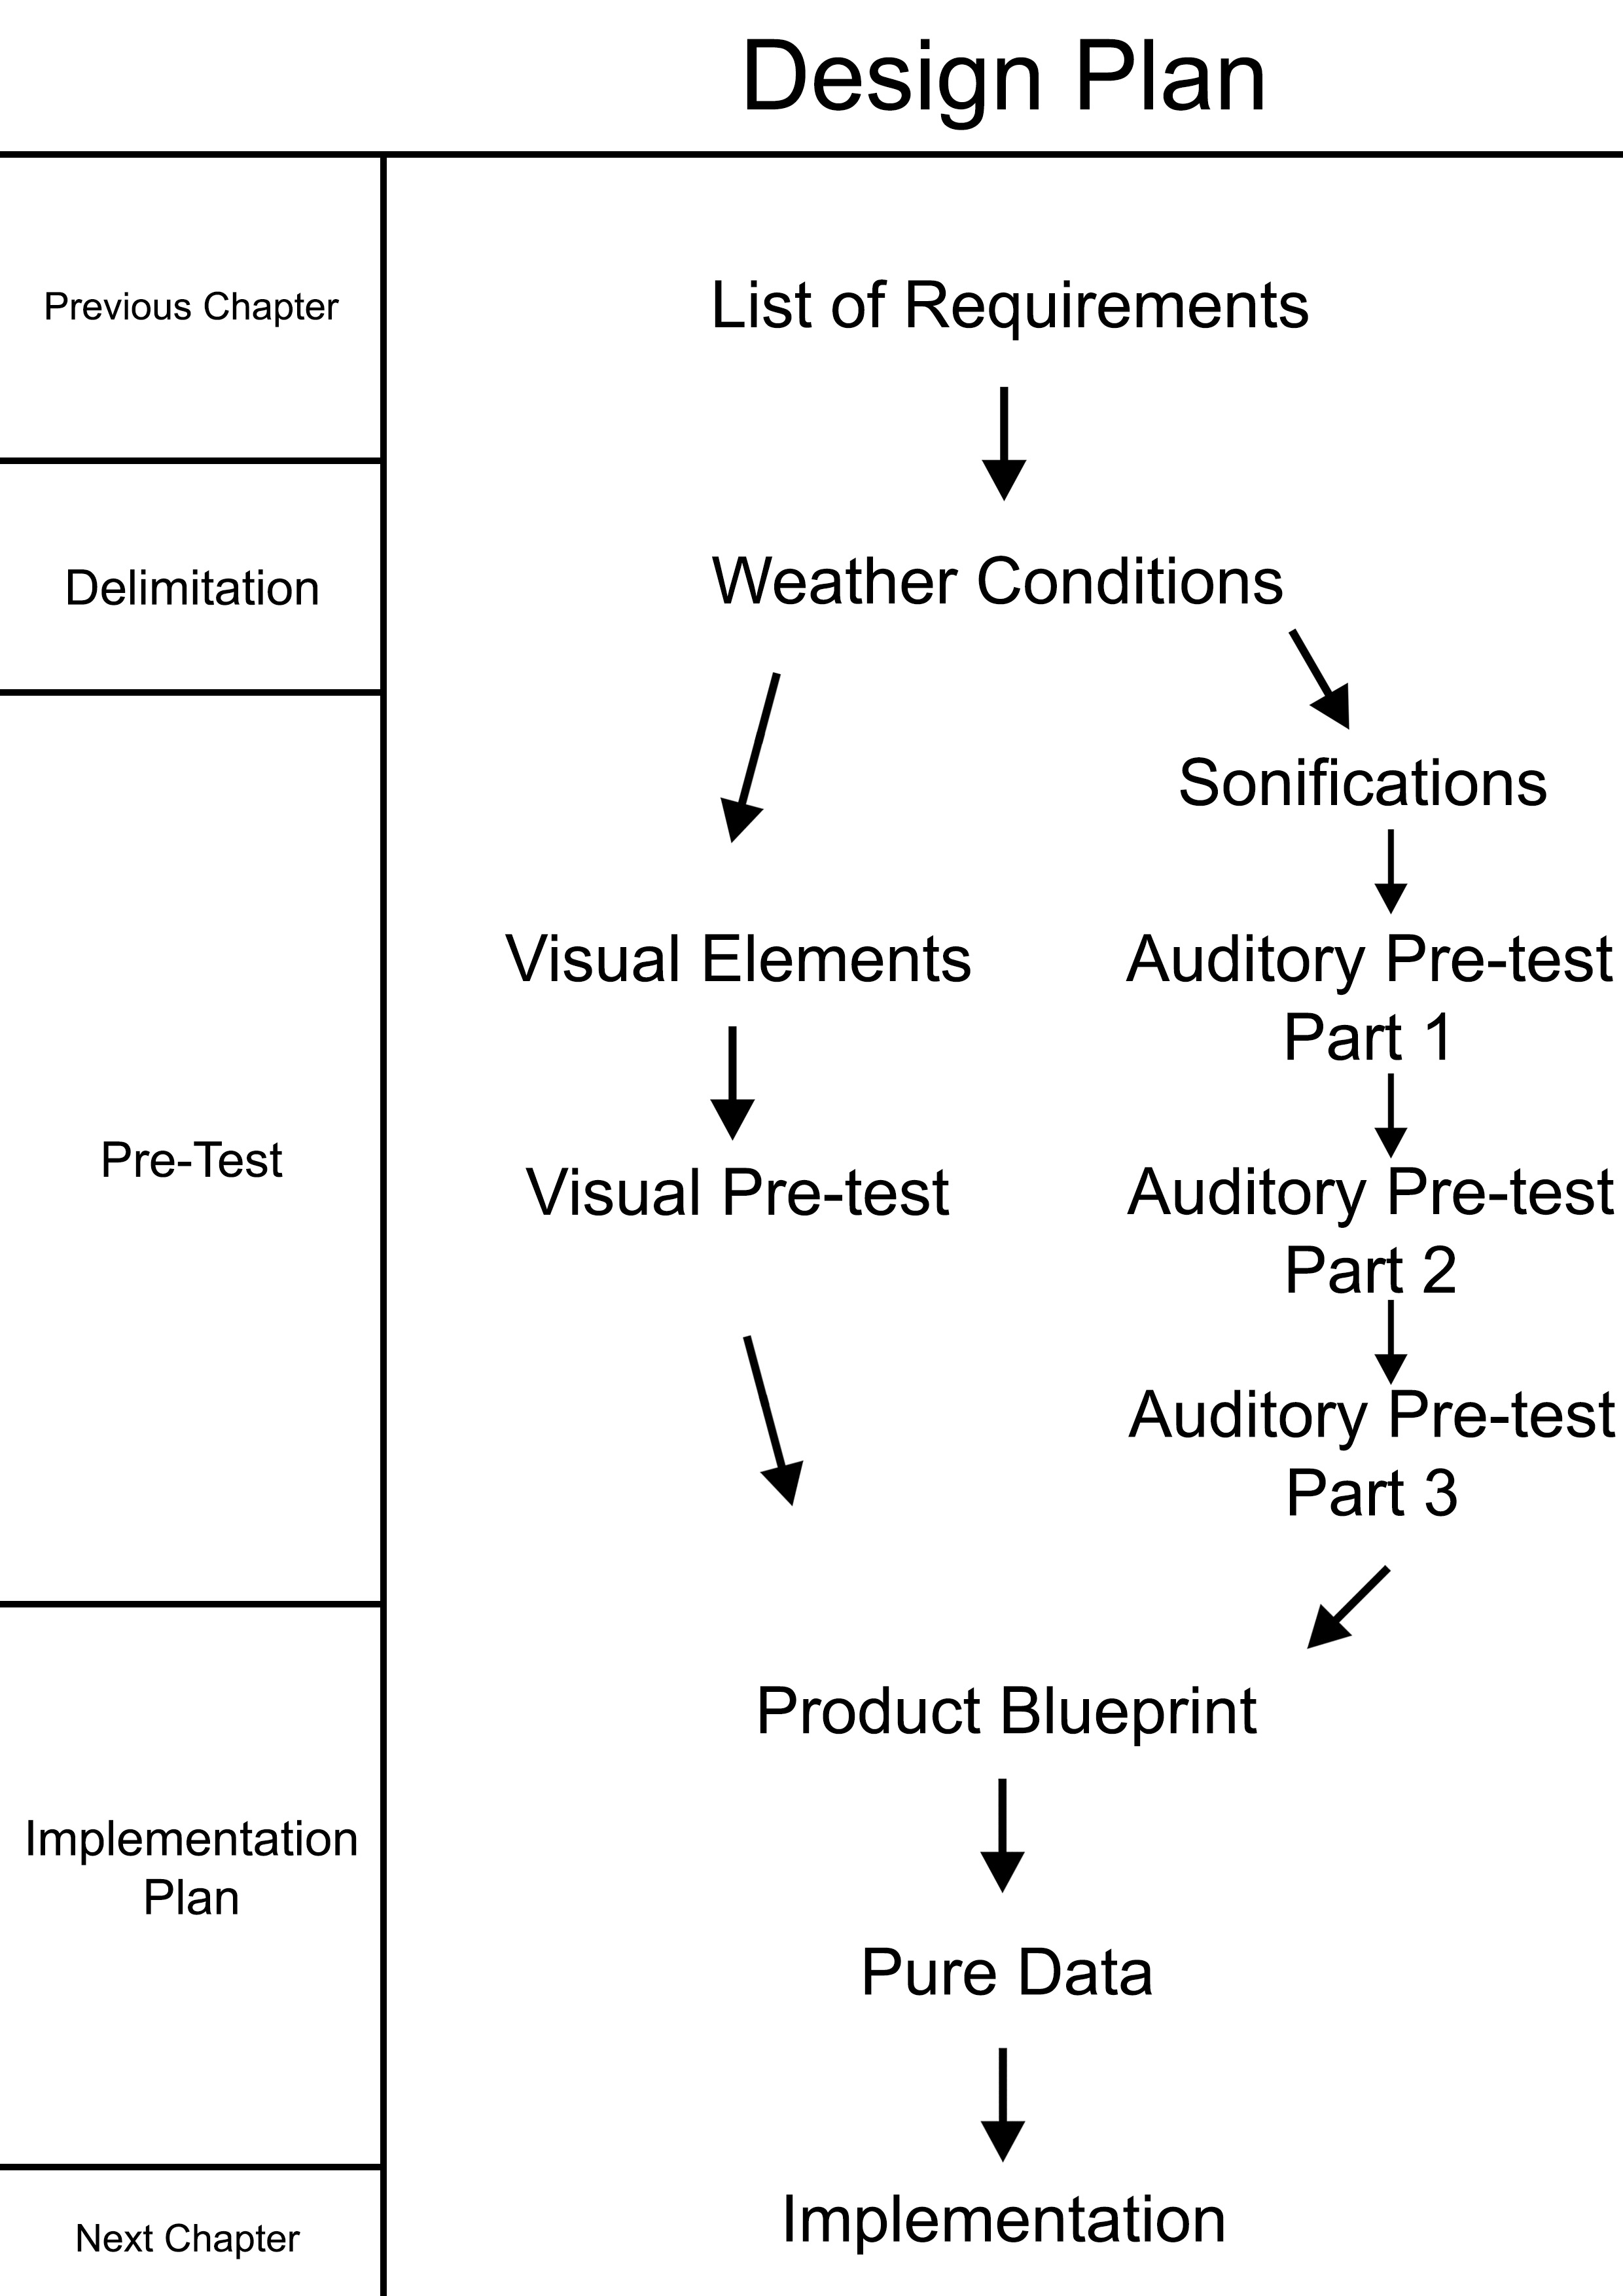 Design Plan
Previous Chapter
List of Requirements
Delimitation
Weather Conditions
Pre-Test
Sonifications
Visual Elements
Auditory Pre-test
Part 1
Visual Pre-test
Auditory Pre-test
Part 2
Auditory Pre-test
Part 3
Implementation
Plan
Product Blueprint
Pure Data
Next Chapter
Implementation